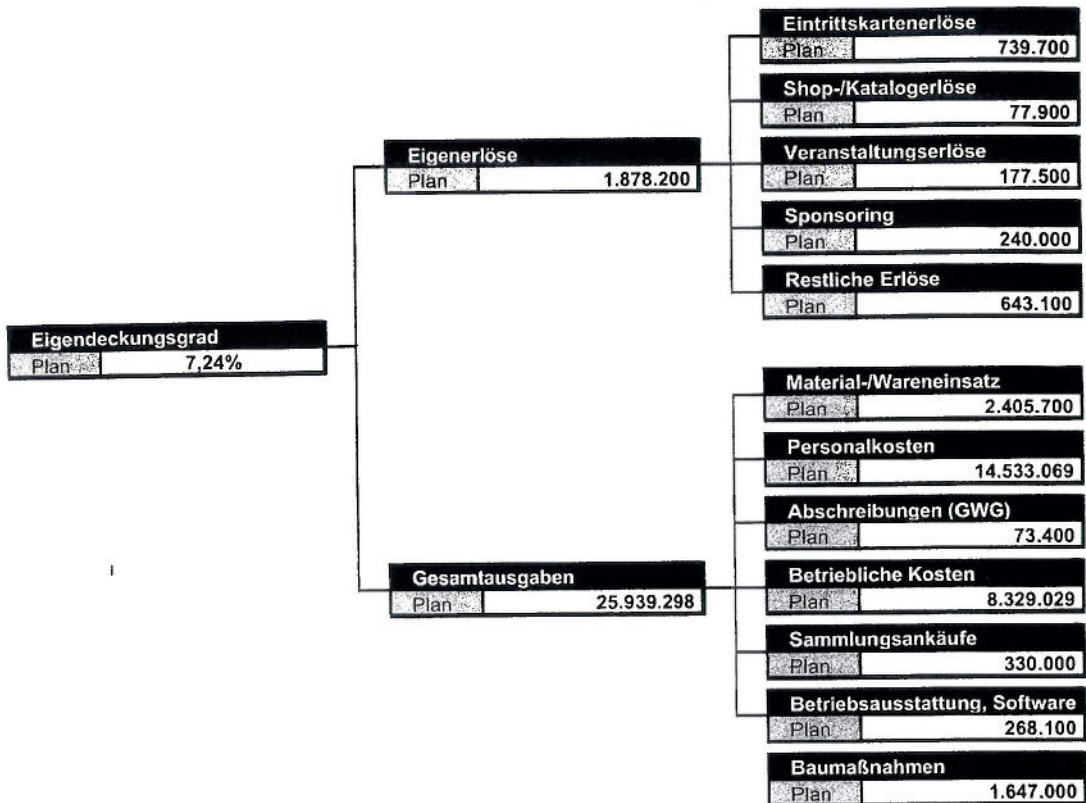 Eigendeckungsgrad
Plan 7,24%
Eigenerlöse
Plan 1.878.200
Eintrittskartenerlöse
Plan 739.700
Shop-/Katalogerlöse
Plan 77.900
Veranstaltungserlöse
Plan 177.500
Sponsoring
Plan 240.000
Restliche Erlöse
Plan 643.100
Gesamtausgaben
Plan 25.939.298
Material-/Wareneinsatz
Plan 2.405.700
Personalkosten
Plan 14.533.069
Abschreibungen (GWG)
Plan 73.400
Betriebliche Kosten
Plan 8.329.029
Sammlungsankäufe
Plan 330.000
Betriebsausstattung, Software
Plan 268.100
Baumaßnahmen
Plan 1.647.000